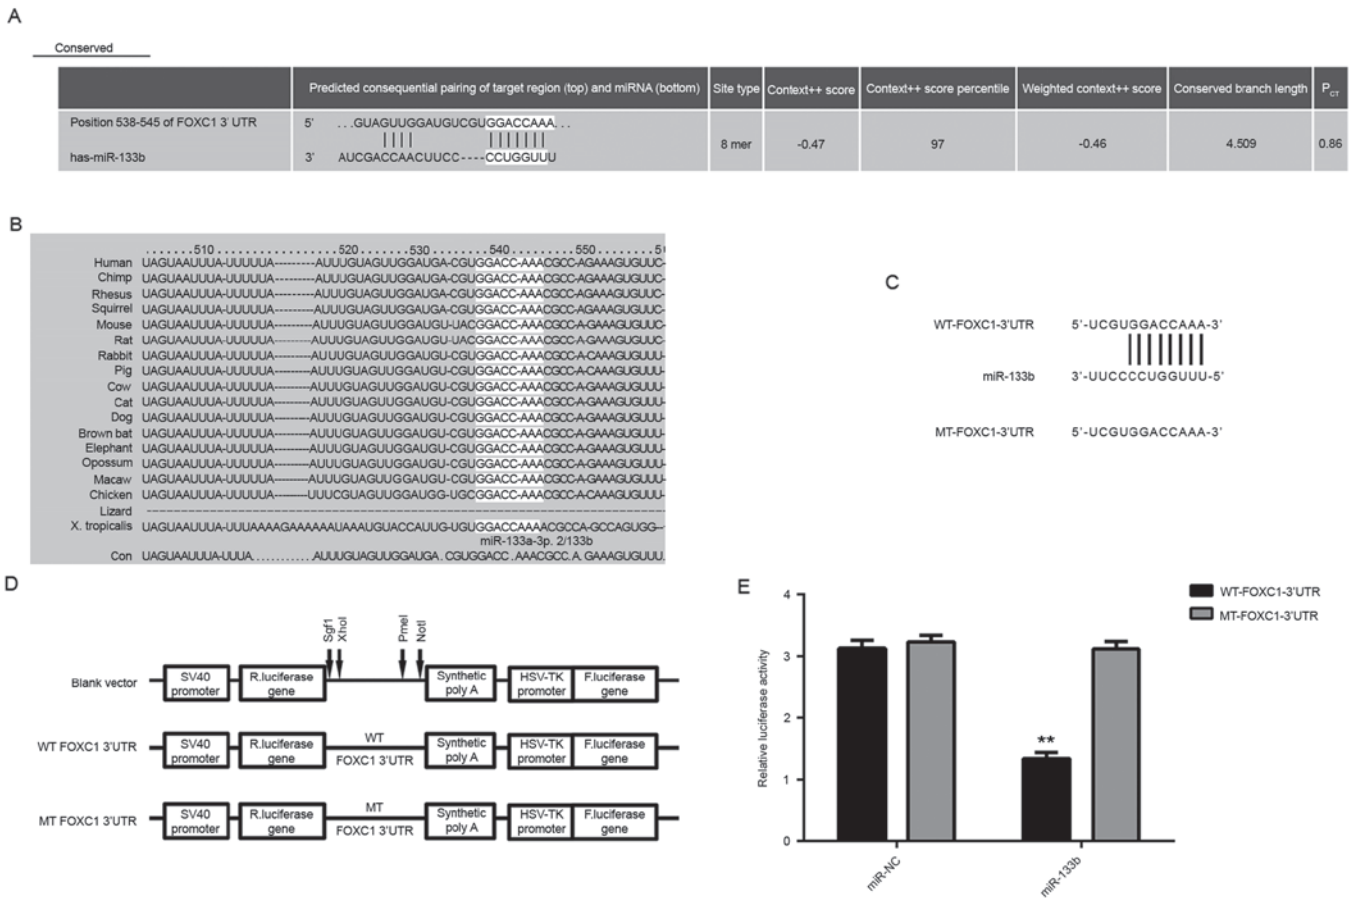 A
Conserved
Predicted consequential pairing of target region (top) and miRNA (bottom) Site type Context++ score Context++ score percentile Weighted context++ score Conserved branch length PCT
Position 538-545 of FOXC1 3' UTR 5' ...GUAGUUGGAUGUCGUGGACCAAA...
8 mer -0.47 97 -0.46 4.509 0.86
has-miR-133b 3' AUCGACCAACUUCC----CCUGGUUU
B
.......510..................520.......530.........540.........550........5
Human UAGUAAUUUA-UUUUUA---------AUUUGUAGUUGGAUGA-CGUGGACC-AAACGCC-AGAAAGUGUUC-
Chimp UAGUAAUUUA-UUUUUA---------AUUUGUAGUUGGAUGA-CGUGGACC-AAACGCC-AGAAAGUGUUC-
Rhesus UAGUAAUUUA-UUUUUA---------AUUUGUAGUUGGAUGA-CGUGGACC-AAACGCC-AGAAAGUGUUC-
Squirrel UAGUAAUUUA-UUUUUA---------AUUUGUAGUUGGAUGA-CGUGGACC-AAACGCC-AGAAAGUGUUC-
Mouse UAGUAAUUUA-UUUUUA---------AUUUGUAGUUGGAUGU-UACGGACC-AAACGCC-AGAAAGUGUUC-
Rat UAGUAAUUUA-UUUUUA---------AUUUGUAGUUGGAUGU-UACGGACC-AAACGCC-A-GAAAGUGUUC-
Rabbit UAGUAAUUUA-UUUUUA---------AUUUGUAGUUGGAUGU-CGUGGACC-AAACGCC-A-CAAAGUGUUU-
Pig UAGUAAUUUA-UUUUUA---------AUUUGUAGUUGGAUGU-CGUGGACC-AAACGCC-A-CAAAGUGUUU-
Cow UAGUAAUUUA-UUUUUA---------AUUUGUAGUUGGAUGU-CGUGGACC-AAACGCC-A-GAAAGUGUUU-
Cat UAGUAAUUUA-UUUUUA---------AUUUGUAGUUGGAUGU-CGUGGACC-AAACGCC-A-GAAAGUGUUU-
Dog UAGUAAUUUA-UUUUUA---------AUUUGUAGUUGGAUGU-CGUGGACC-AAACGCC-A-GAAAGUGUUU-
Brown bat UAGUAAUUUA-UUUUUA---------AUUUGUAGUUGGAUGU-CGUGGACC-AAACGCC-A-GAAAGUGUUU-
Elephant UAGUAAUUUA-UUUUUA---------AUUUGUAGUUGGAUGU-CGUGGACC-AAACGCC-A-GAAAGUGUUU-
Opossum UAGUAAUUUA-UUUUUA---------AUUUGUAGUUGGAUGU-CGUGGACC-AAACGCC-A-GAAAGUGUUU-
Macaw UAGUAAUUUA-UUUUUA--------AUUUGUAGUUGGAUGU-CGUGGACC-AAACGCC-A-GAAAGUGUUU-
Chicken UAGUAAUUUA-UUUUUA--------UUUCGUAGUUGGAUGG-UGCGGACC-AAACGCC-A-CAAAGUGUUU-
Lizard ------------------------------------------------------------------------
X. tropicalis UAGUAAUUUA-UUUAAAAGAAAAAAUAAAUGUACCAUUG-UGUGGACCAAAACGCCA-GCCAGUGG--
miR-133a-3p. 2/133b
Con UAGUAAUUUA-UUUA............AUUUGUAGUUGGAUGA.CGUGGACC.AAACGCC.A.GAAAGUGUUU.
C
WT-FOXC1-3'UTR 5'-UCGUGGACCAAA-3'
miR-133b 3'-UUCCCCUGGUUU-5'
MT-FOXC1-3'UTR 5'-UCGUGGACCAAA-3'
D
Sgf1 XhoI PmeI NotI
Blank vector SV40 promoter R.luciferase gene Synthetic poly A HSV-TK promoter F.luciferase gene
WT FOXC1 3'UTR SV40 promoter R.luciferase gene WT FOXC1 3'UTR Synthetic poly A HSV-TK promoter F.luciferase gene
MT FOXC1 3'UTR SV40 promoter R.luciferase gene MT FOXC1 3'UTR Synthetic poly A HSV-TK promoter F.luciferase gene
E
WT-FOXC1-3'UTR
MT-FOXC1-3'UTR
Relative luciferase activity
4
3
2
1
0
**
miR-NC
miR-133b